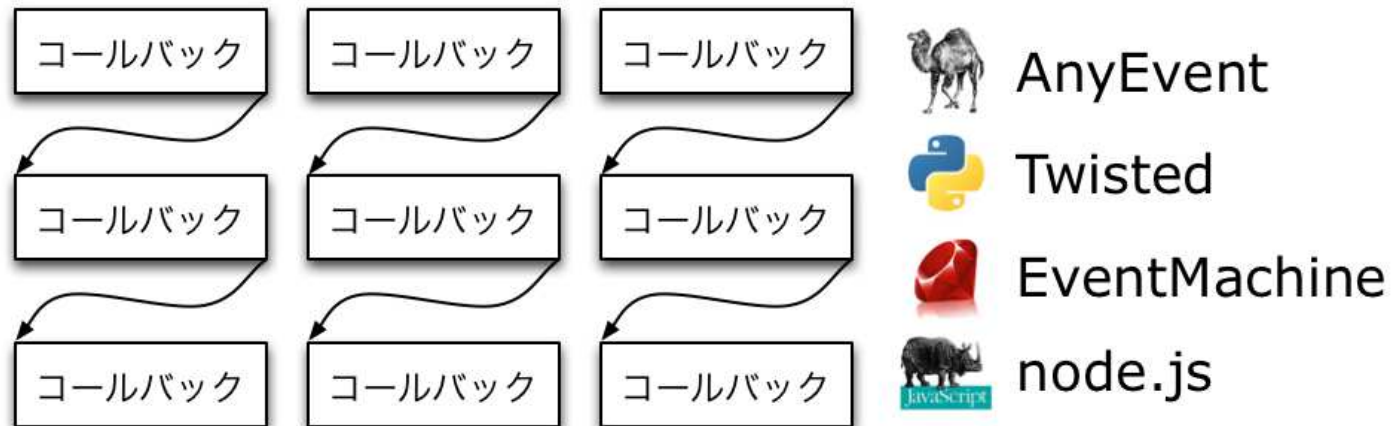 コールバック コールバック コールバック
AnyEvent
Twisted
コールバック コールバック コールバック
EventMachine
node.js
JavaScript
コールバック コールバック コールバック